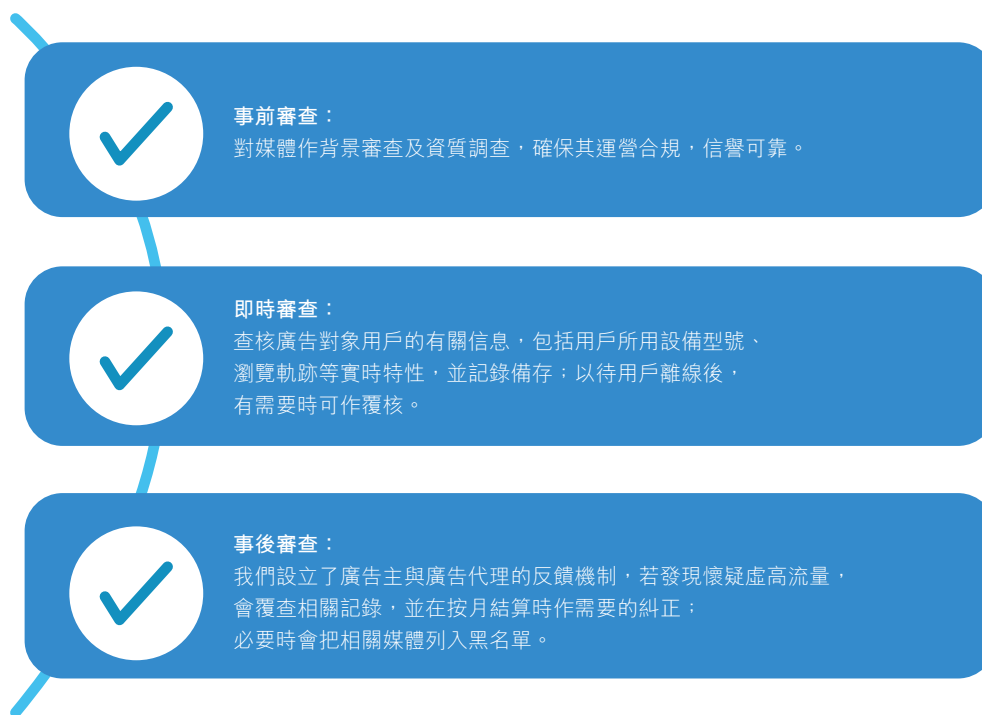 事前審查：
對媒體作背景審查及資質調查，確保其運營合規，信譽可靠。
即時審查：
查核廣告對象用戶的有關信息，包括用戶所用設備型號、
瀏覽軌跡等實時特性，並記錄備存；以待用戶離線後，
有需要時可作覆核。
事後審查：
我們設立了廣告主與廣告代理的反饋機制，若發現懷疑虛高流量，
會覆查相關記錄，並在按月結算時作需要的糾正；
必要時會把相關媒體列入黑名單。